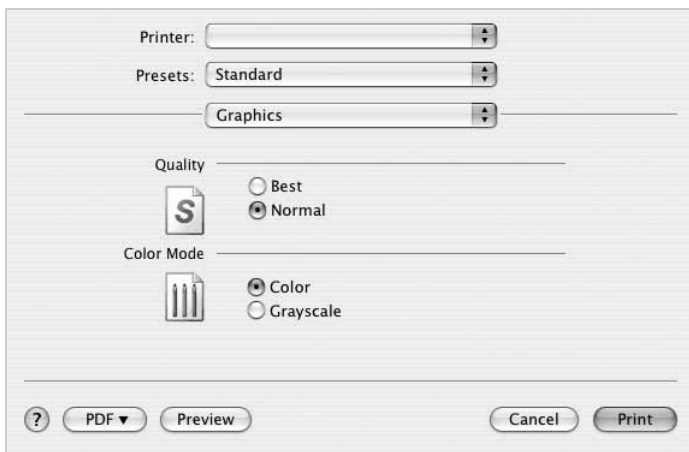 Printer:
Presets: Standard
Graphics
Quality
Best
S
Normal
Color Mode
Color
Grayscale
? PDF ▼ Preview Cancel Print